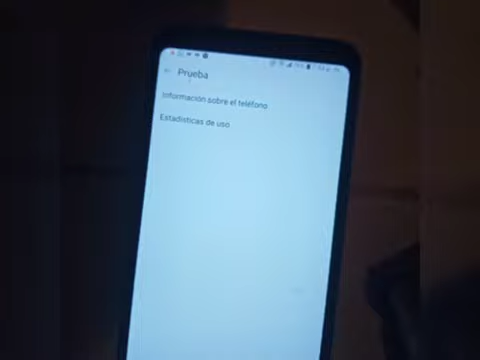 Prueba
Información sobre el teléfono
Estadísticas de uso